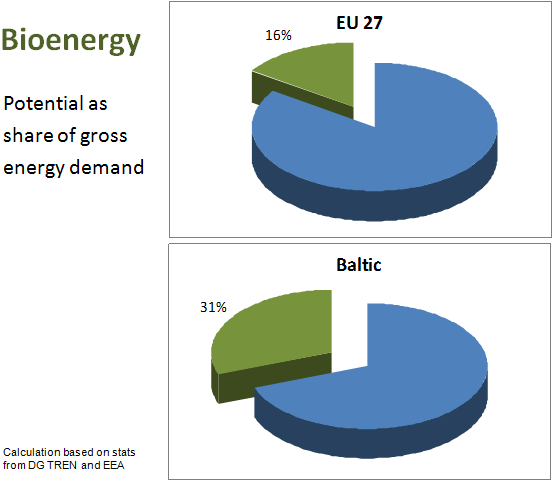 Bioenergy
Potential as
share of gross
energy demand
EU 27
16%
Baltic
31%
Calculation based on stats
from DG TREN and EEA